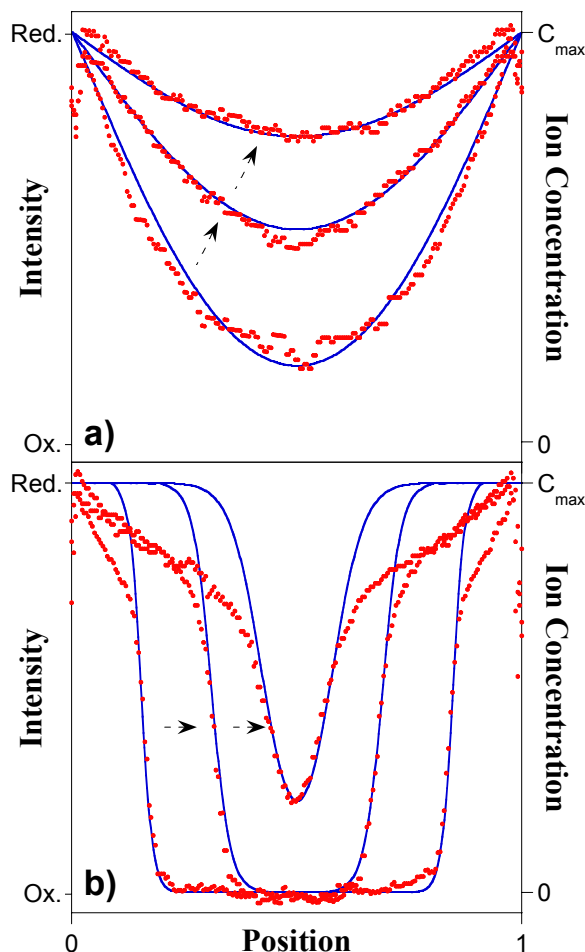 Red.
C max
Intensity
Ion Concentration
Ox.
a)
0
Red.
C max
Intensity
Ion Concentration
Ox.
b)
0
0
Position
1